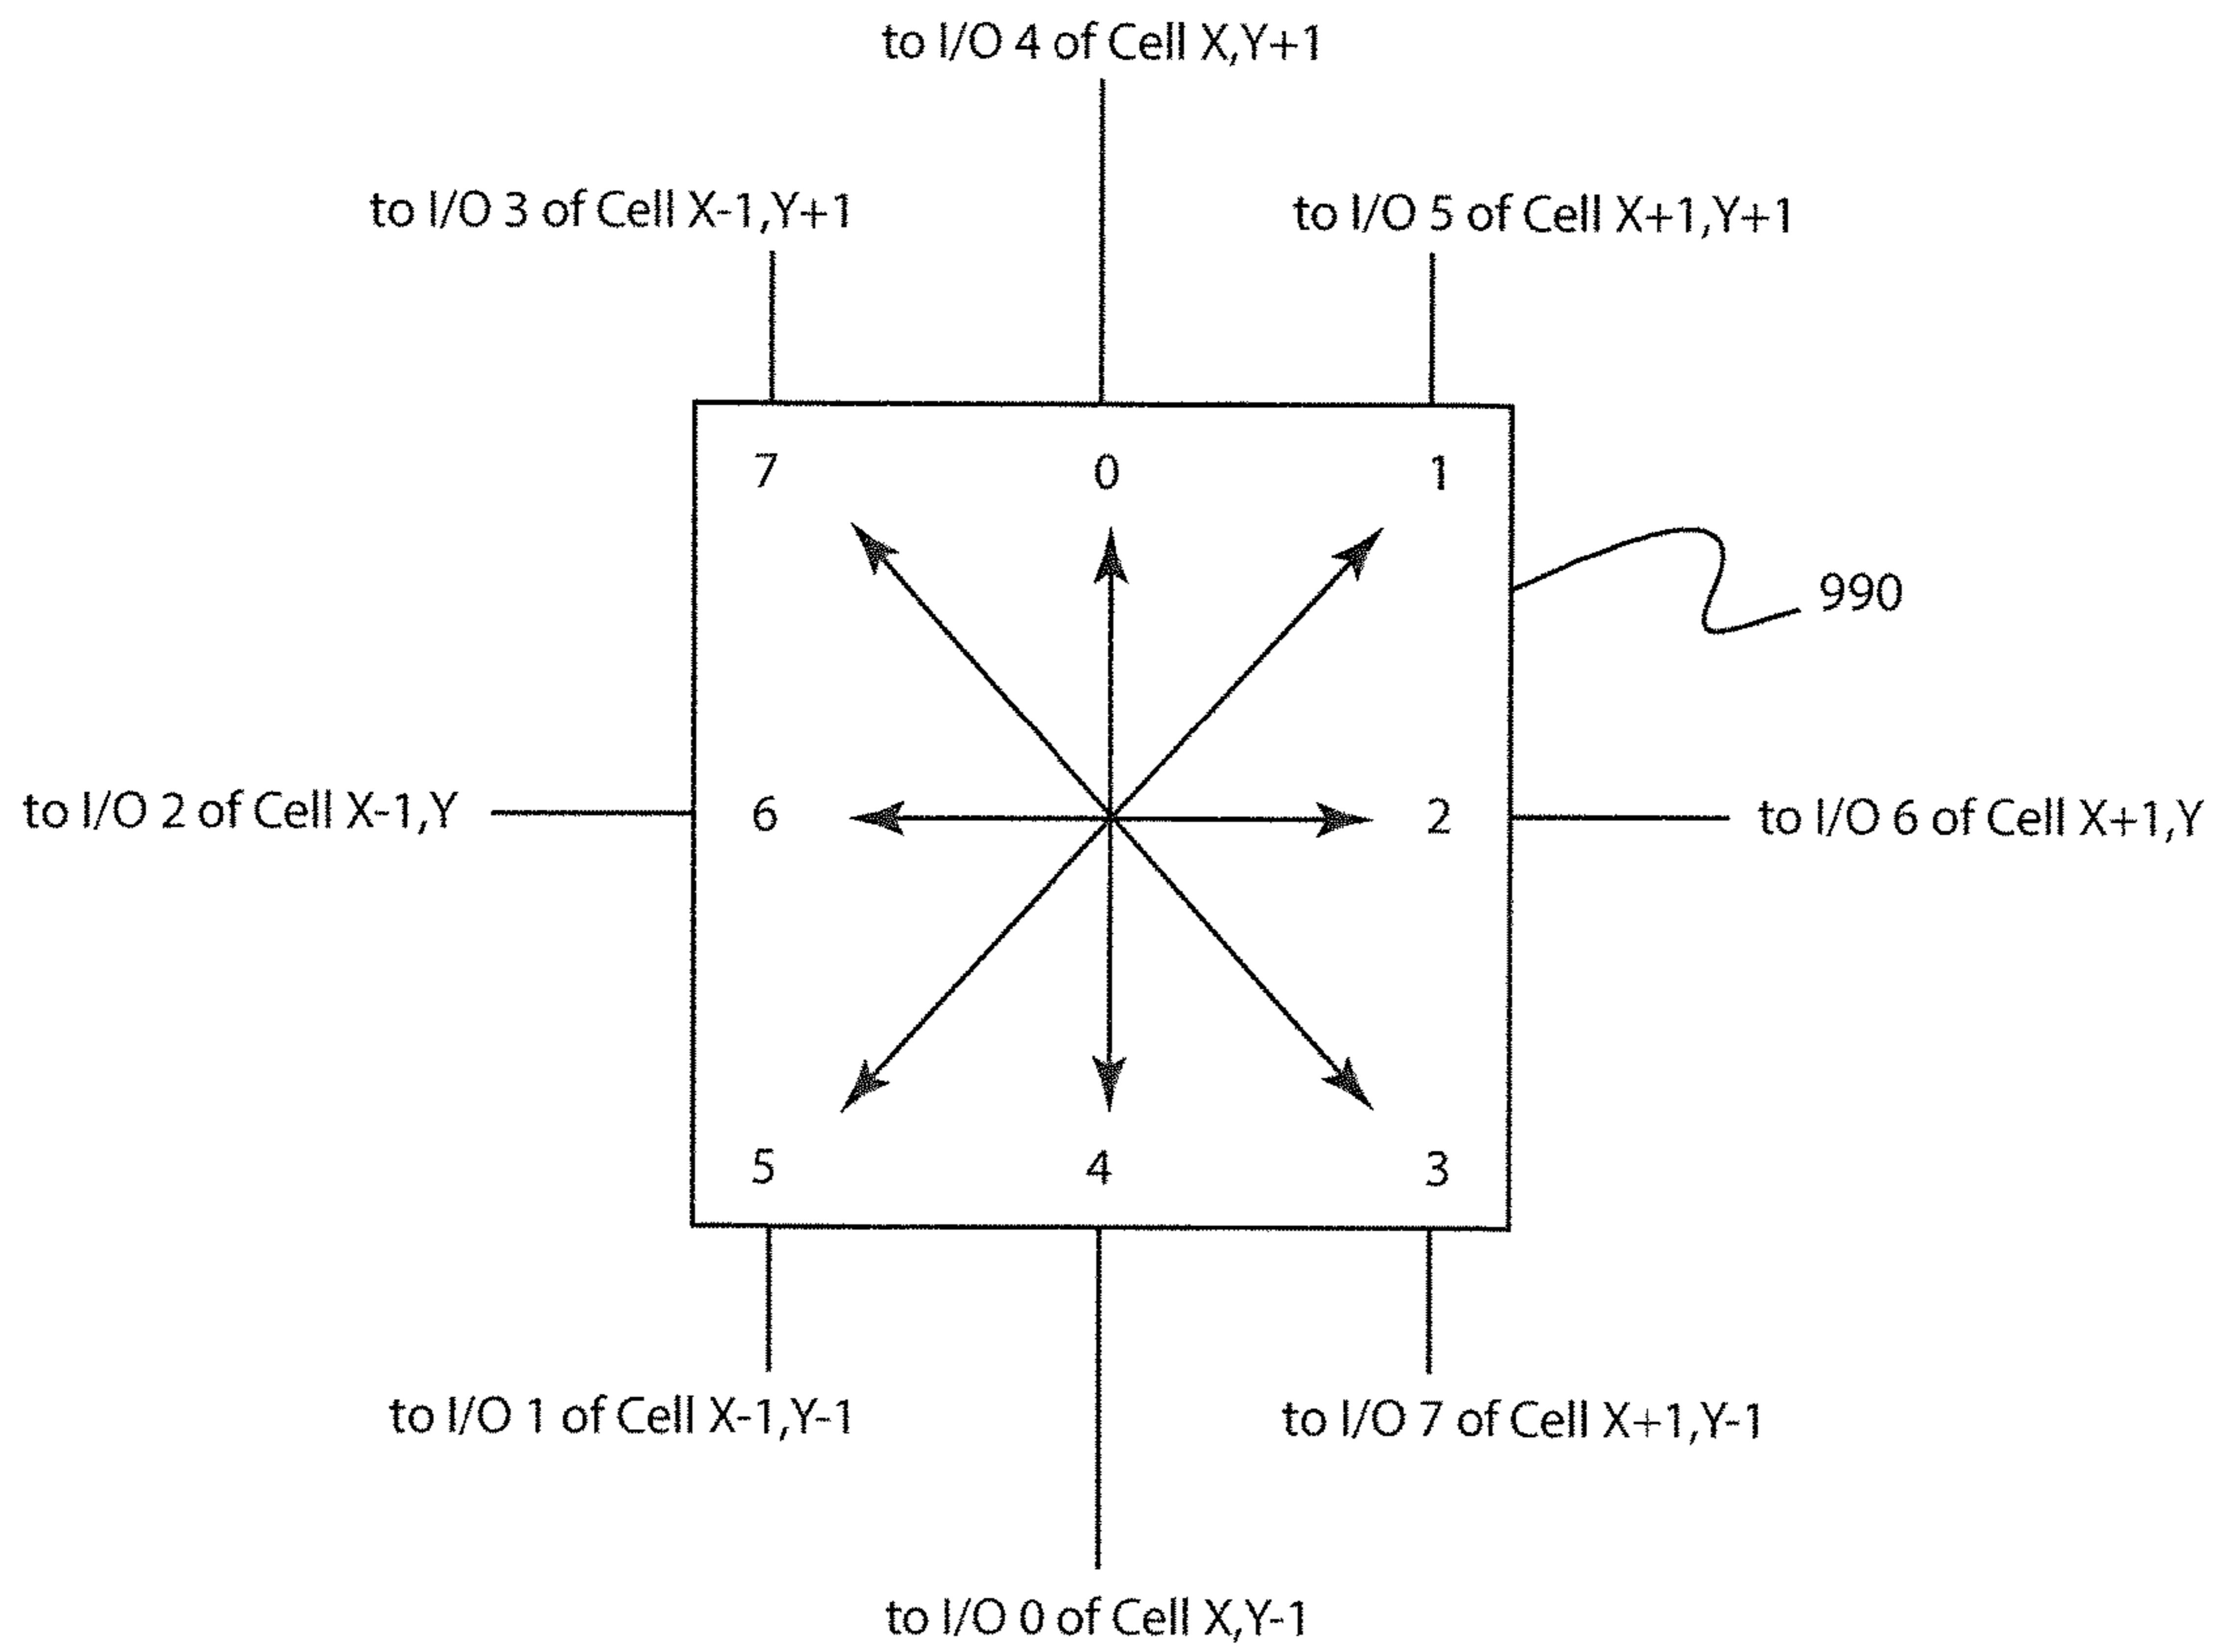 to I/O 4 of Cell X,Y+1
to I/O 3 of Cell X-1,Y+1
to I/O 5 of Cell X+1,Y+1
7 0 1
990
to I/O 2 of Cell X-1,Y
6 2
to I/O 6 of Cell X+1,Y
5 4 3
to I/O 1 of Cell X-1,Y-1
to I/O 7 of Cell X+1,Y-1
to I/O 0 of Cell X,Y-1